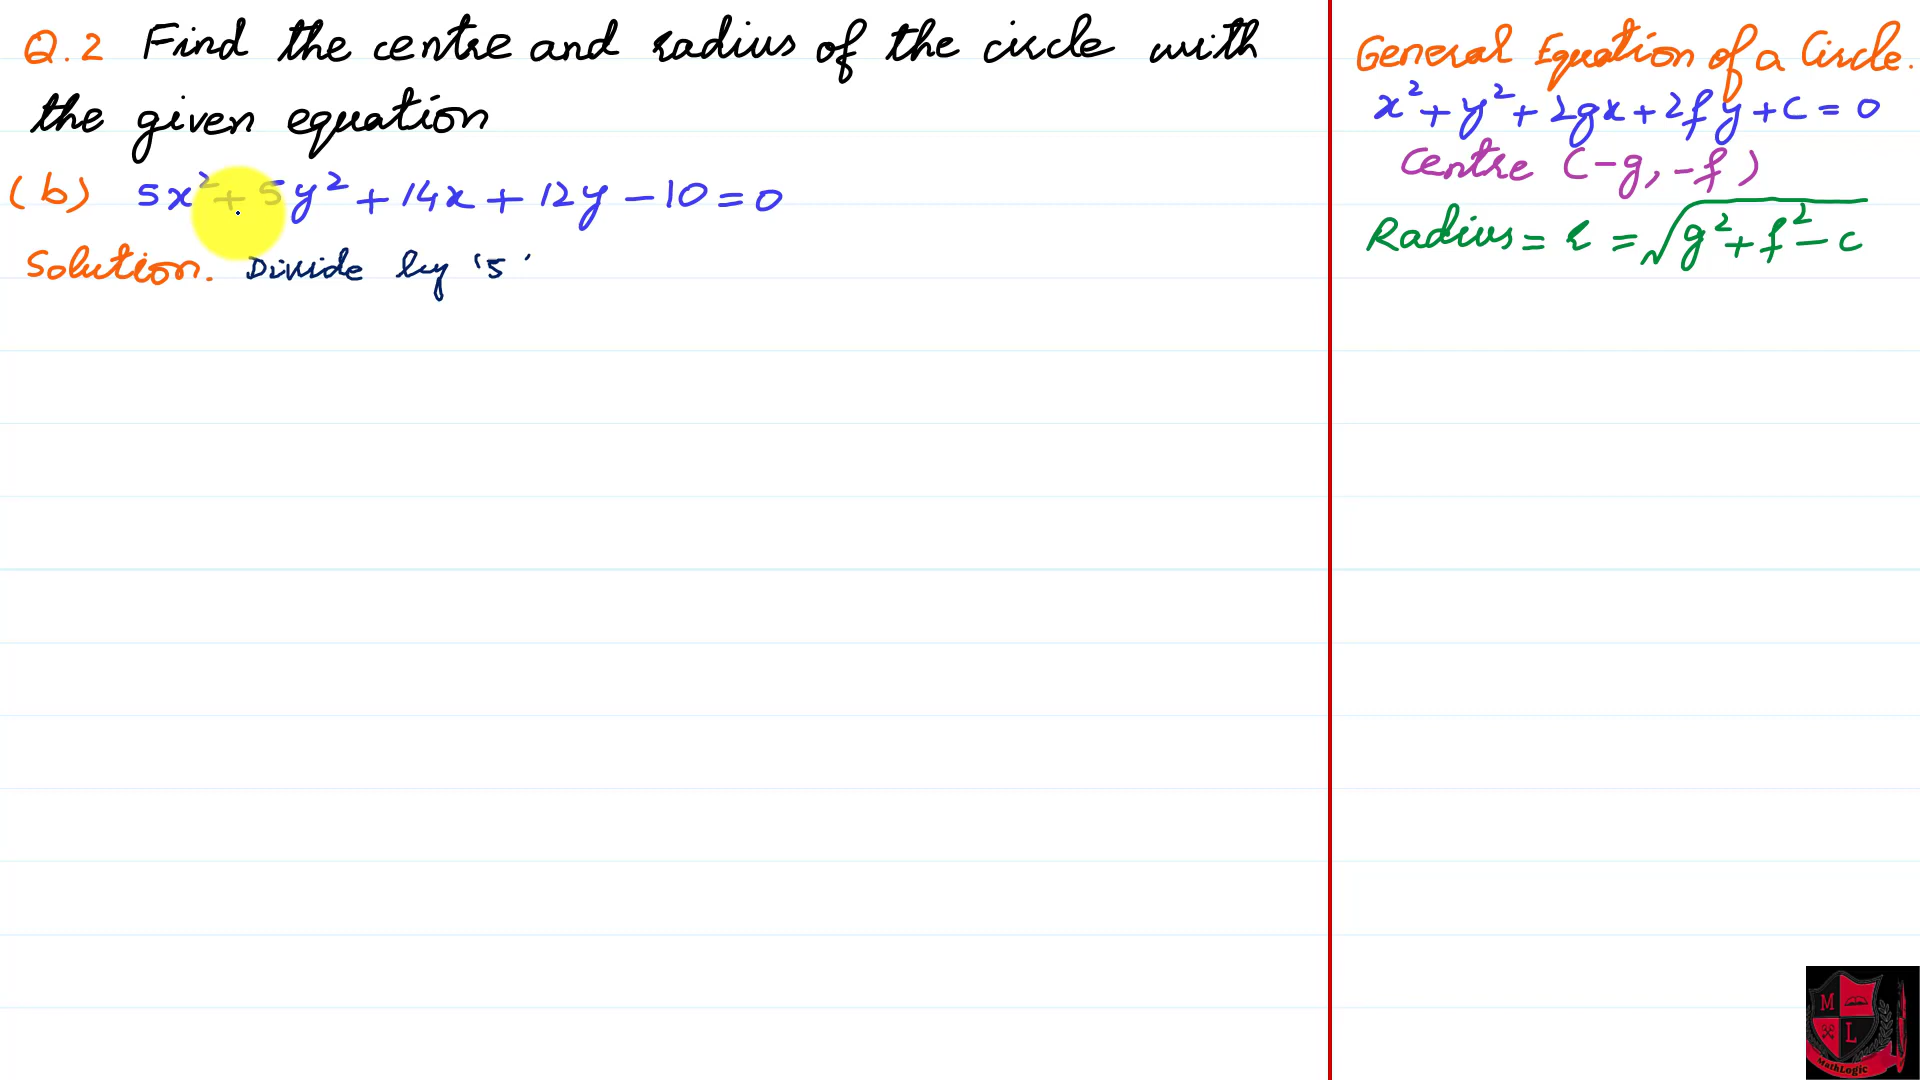 Q.2 Find the centre and radius of the circle with
the given equation
(b) 5x² + 5y² + 14x + 12y - 10 = 0
Solution. Divide by '5'
General Equation of a Circle.
x² + y² + 2gx + 2fy + c = 0
Centre (-g, -f)
Radius = r = √(g² + f² - c)
M
L
MathLogic